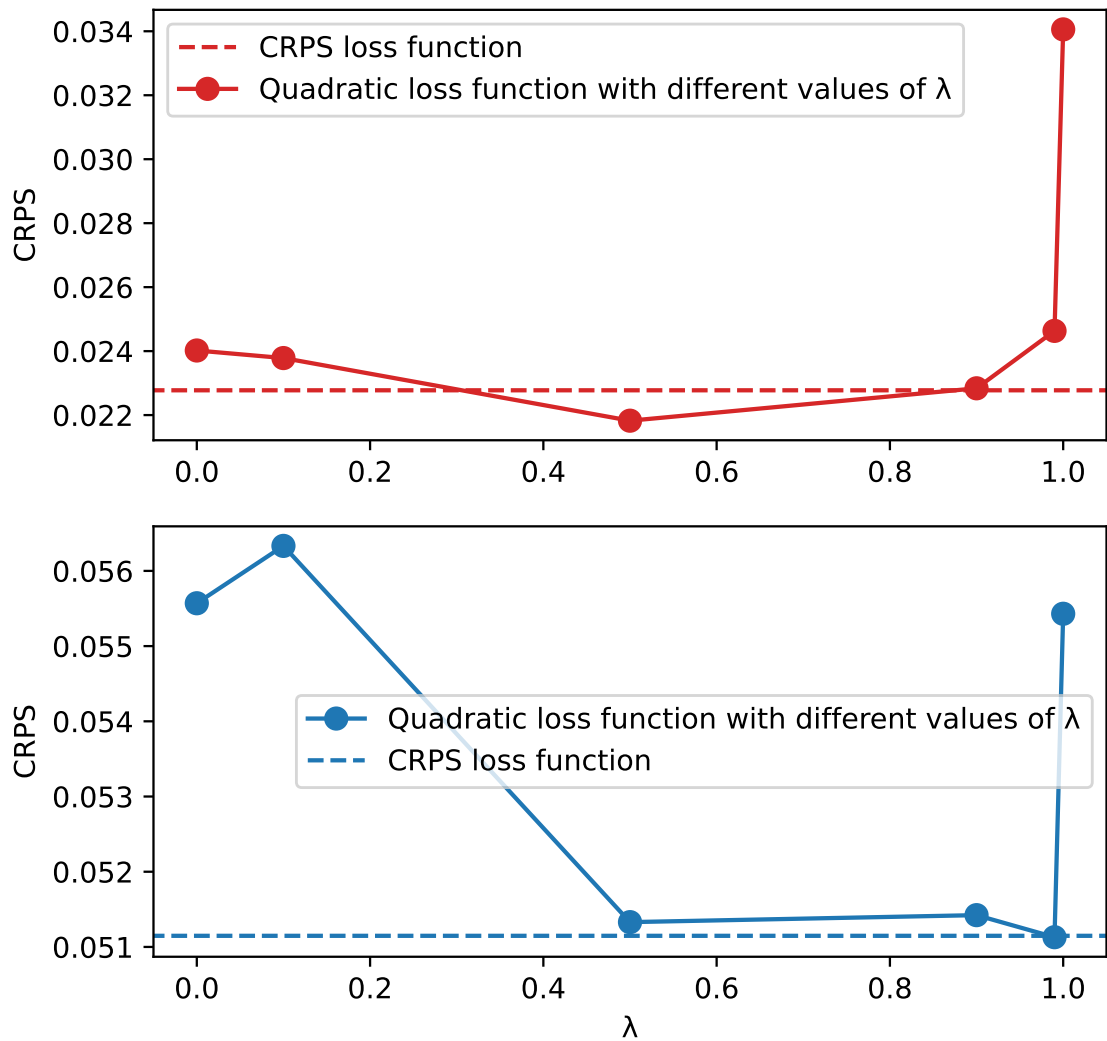 0.034
0.032
0.030
0.028
0.026
0.024
0.022
CRPS
CRPS loss function
Quadratic loss function with different values of λ
0.0 0.2 0.4 0.6 0.8 1.0
0.056
0.055
0.054
0.053
0.052
0.051
CRPS
Quadratic loss function with different values of λ
CRPS loss function
0.0 0.2 0.4 0.6 0.8 1.0
λ